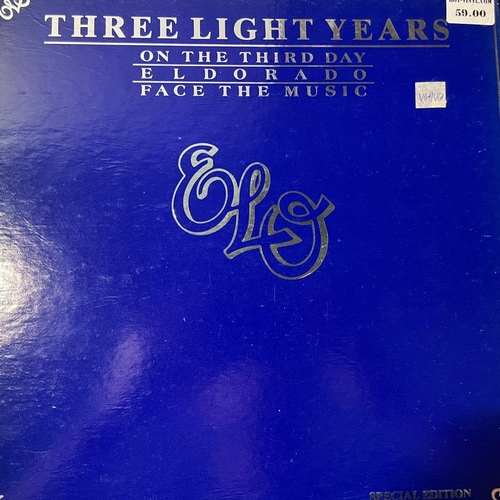 THREE LIGHT YEARS
59.00
ON THE THIRD DAY
ELDORADO
FACE THE MUSIC
ELO
SPECIAL EDITION